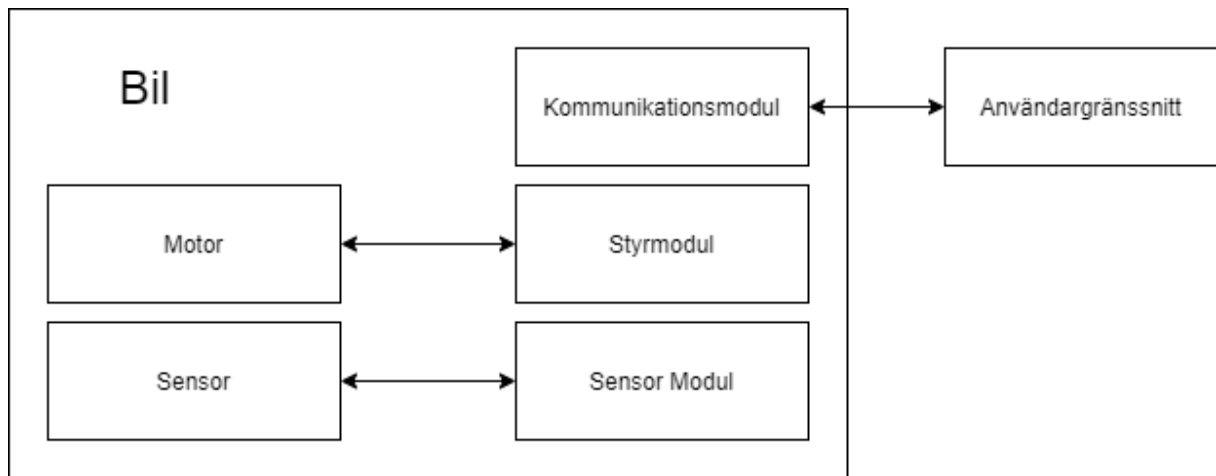 Bil
Kommunikationsmodul
Användargränssnitt
Motor
Styrmodul
Sensor
Sensor Modul